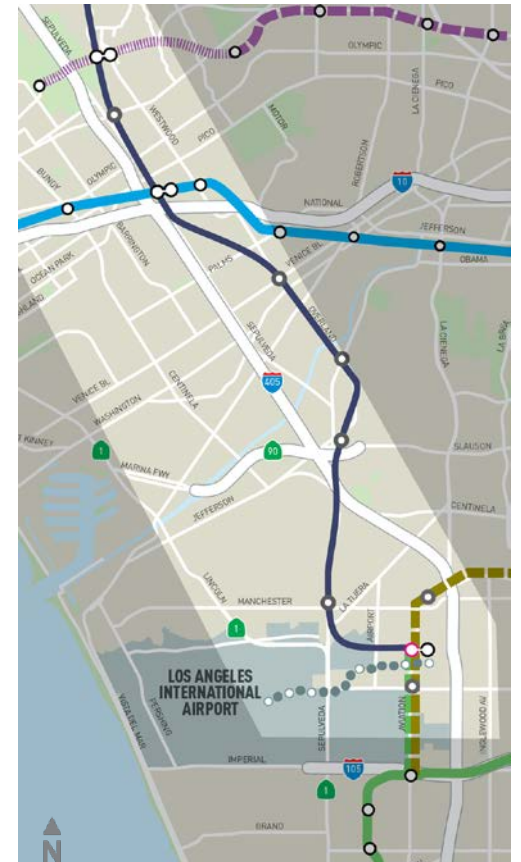 SEPULVEDA
OLYMPIC
LA CIENEGA
PICO
WESTWOOD
PICO
MOTOR
ROBERTSON
BUNDY
OLYMPIC
10
NATIONAL
BARRINGTON
JEFFERSON
OBAMA
OCEAN PARK
PALMS
VENICE BL
OVERLAND
SEPULVEDA
LA CIENEGA
LA BREA
405
VENICE BL
CENTINELA
WASHINGTON
KINNEY
1
90
SLAUSON
MARINA FWY
JEFFERSON
CENTINELA
LINCOLN
MANCHESTER
LA TIJERA
AIRPORT
1
LOS ANGELES
INTERNATIONAL
AIRPORT
VISTA DEL MAR
PERSHING
SEPULVEDA
AVIATION
INGLEWOOD AV
IMPERIAL
105
1
GRAND
N